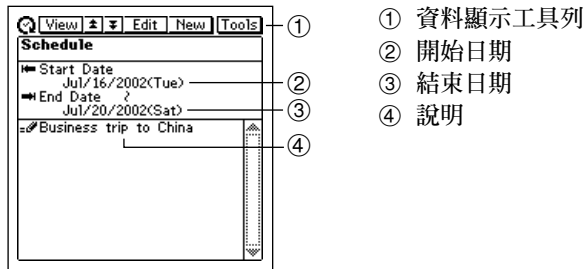 View Edit New Tools ①
Schedule
Start Date
Jul/16/2002(Tue) ②
End Date ~
Jul/20/2002(Sat) ③
Business trip to China
④
① 資料顯示工具列
② 開始日期
③ 結束日期
④ 說明